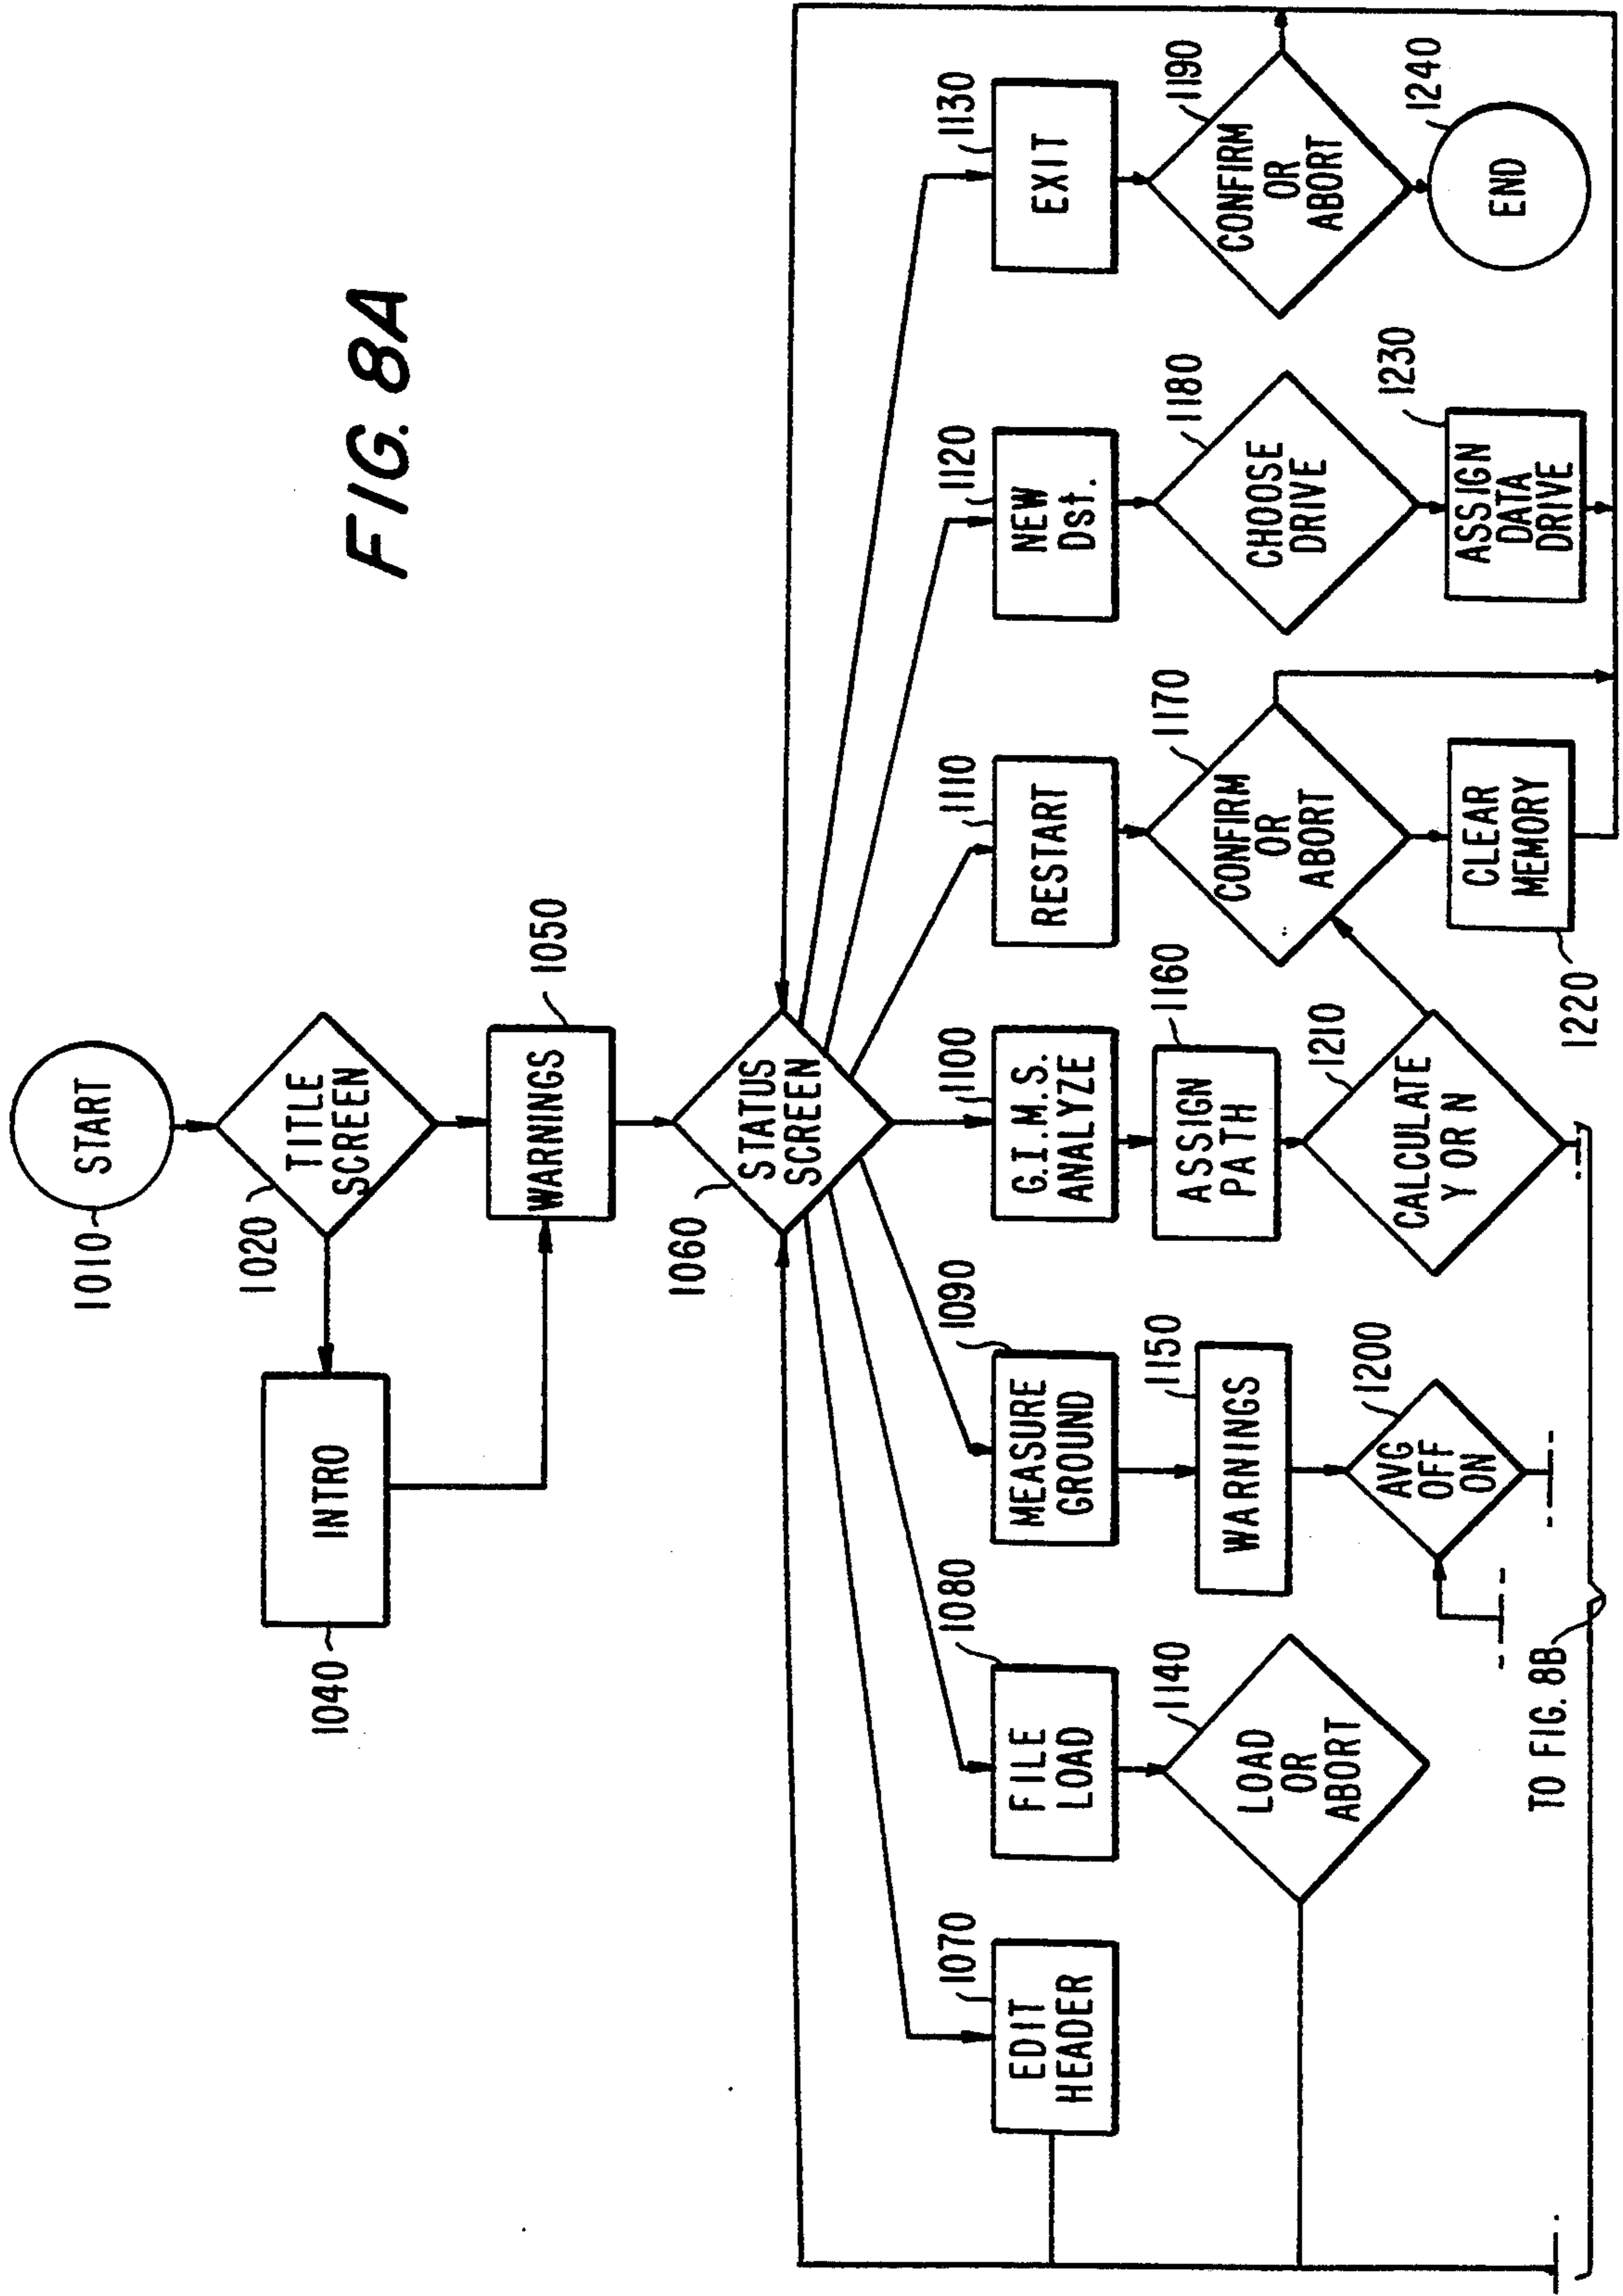 FIG. 8A
START
1010
TITLE
SCREEN
1020
INTRO
1040
WARNINGS
1050
STATUS
SCREEN
1060
EDIT
HEADER
1070
FILE
LOAD
1080
MEASURE
GROUND
1090
G.I.M.S.
ANALYZE
1100
RESTART
1110
NEW
Dst.
1120
EXIT
1130
LOAD
OR
ABORT
1140
WARNINGS
1150
ASSIGN
PATH
1160
CONFIRM
OR
ABORT
1170
CHOOSE
DRIVE
1180
CONFIRM
OR
ABORT
1190
AVG
OFF
ON
1200
CALCULATE
Y OR N
1210
CLEAR
MEMORY
1220
ASSIGN
DATA
DRIVE
1230
END
1240
TO FIG. 8B